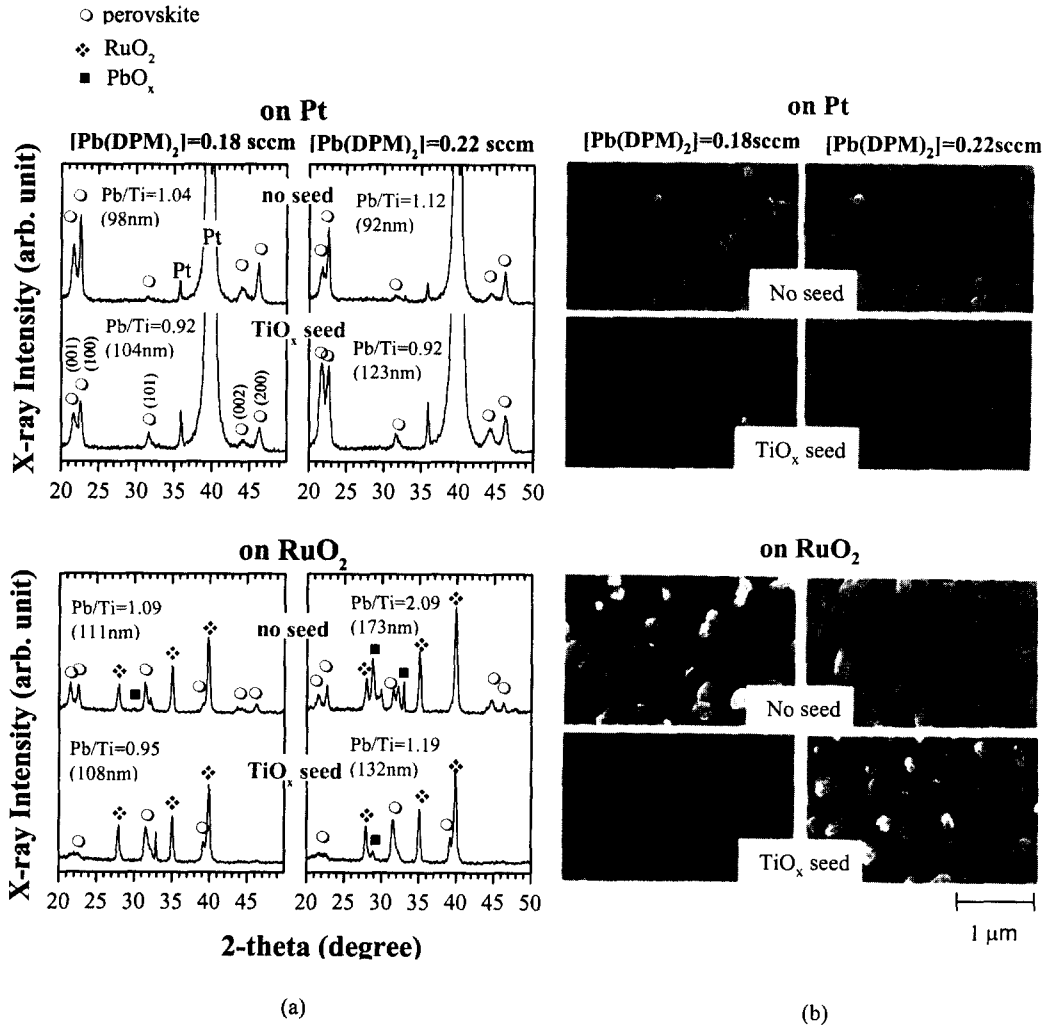 perovskite
RuO₂
PbOₓ
on Pt
[Pb(DPM)₂]=0.18 sccm [Pb(DPM)₂]=0.22 sccm
X-ray Intensity (arb. unit)
Pb/Ti=1.04
(98nm)
no seed
Pb/Ti=1.12
(92nm)
Pt
Pt
Pb/Ti=0.92
(104nm)
TiOₓ seed
Pb/Ti=0.92
(123nm)
(001)
(100)
(101)
(002)
(200)
20 25 30 35 40 20 25 30 35 40 45 50
on RuO₂
X-ray Intensity (arb. unit)
Pb/Ti=1.09
(111nm)
no seed
Pb/Ti=2.09
(173nm)
Pb/Ti=0.95
(108nm)
TiOₓ seed
Pb/Ti=1.19
(132nm)
20 25 30 35 40 20 25 30 35 40 45 50
2-theta (degree)
(a)
on Pt
[Pb(DPM)₂]=0.18sccm [Pb(DPM)₂]=0.22sccm
No seed
TiOₓ seed
on RuO₂
No seed
TiOₓ seed
1 μm
(b)